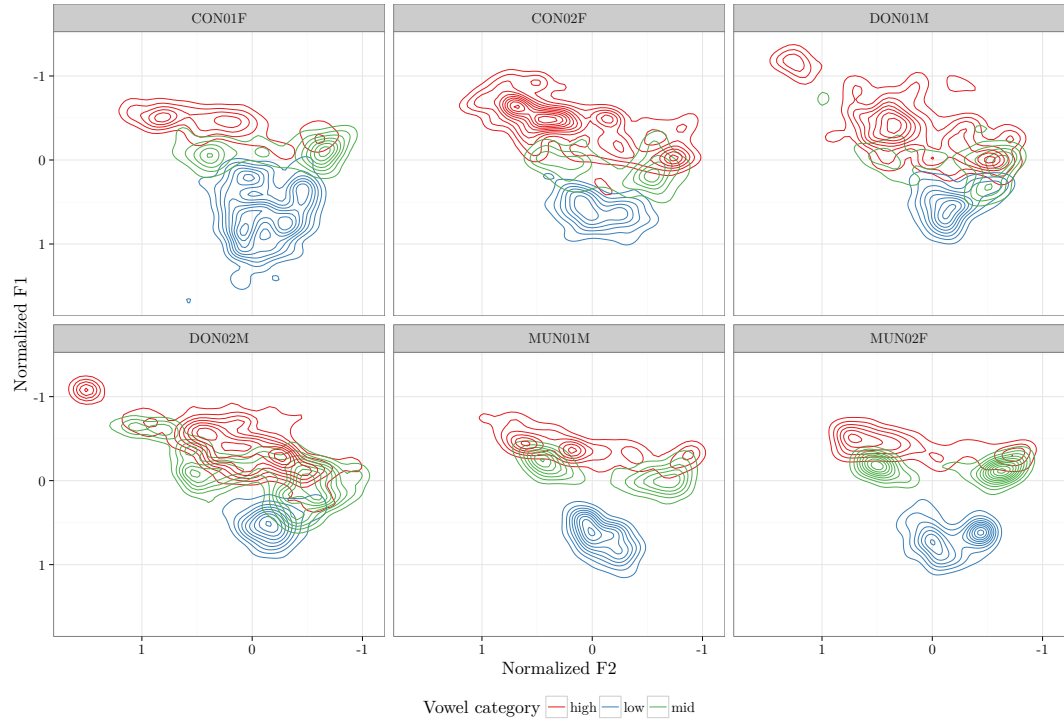 CON01F CON02F DON01M
-1
0
1
Normalized F1
DON02M MUN01M MUN02F
-1
0
1
1 0 -1 1 0 -1 1 0 -1
Normalized F2
Vowel category high low mid